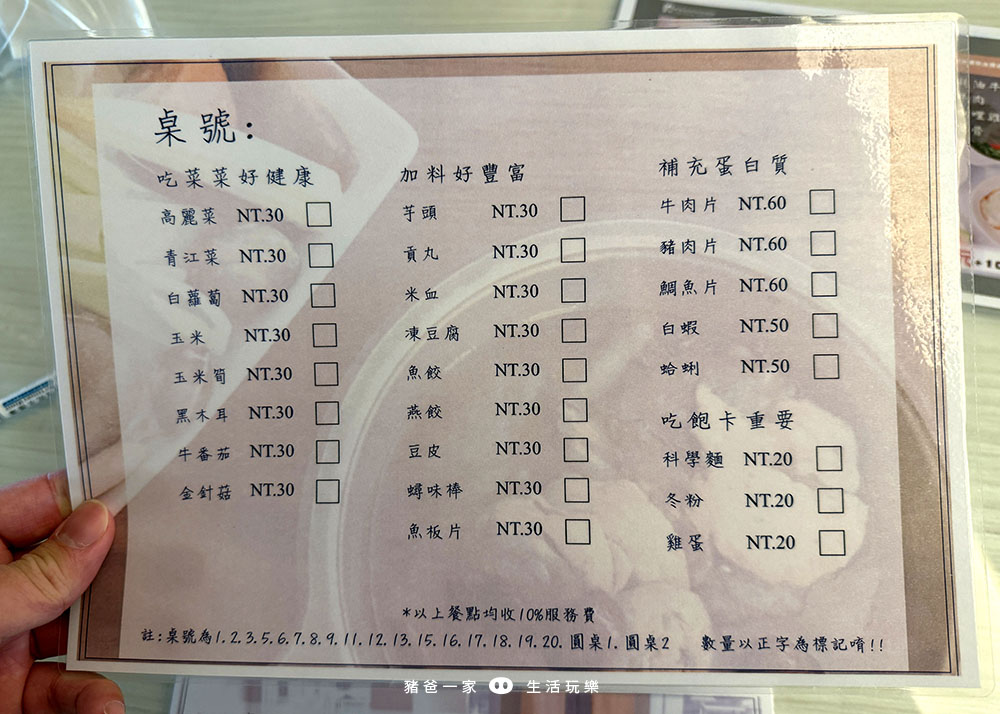 桌號:
吃菜菜好健康
高麗菜 NT.30
青江菜 NT.30
白蘿蔔 NT.30
玉米 NT.30
玉米筍 NT.30
黑木耳 NT.30
牛番茄 NT.30
金針菇 NT.30
加料好豐富
芋頭 NT.30
貢丸 NT.30
米血 NT.30
凍豆腐 NT.30
魚餃 NT.30
燕餃 NT.30
豆皮 NT.30
蟳味棒 NT.30
魚板片 NT.30
補充蛋白質
牛肉片 NT.60
豬肉片 NT.60
鯛魚片 NT.60
白蝦 NT.50
蛤蜊 NT.50
吃飽卡重要
科學麵 NT.20
冬粉 NT.20
雞蛋 NT.20
*以上餐點均收10%服務費
註:桌號為1.2.3.5.6.7.8.9.11.12.13.15.16.17.18.19.20.圓桌1.圓桌2 數量以正字為標記唷!!
豬爸一家 生活玩樂